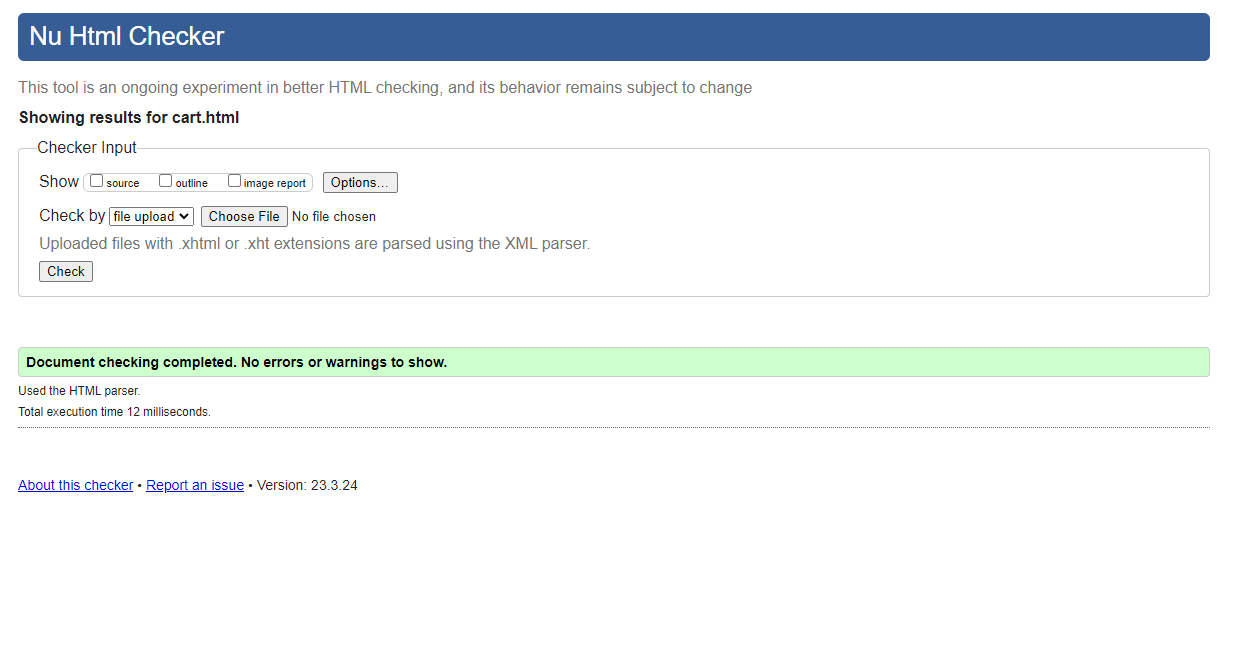 Nu Html Checker
This tool is an ongoing experiment in better HTML checking, and its behavior remains subject to change
Showing results for cart.html
Checker Input
Show source outline image report Options...
Check by file upload Choose File No file chosen
Uploaded files with .xhtml or .xht extensions are parsed using the XML parser.
Check
Document checking completed. No errors or warnings to show.
Used the HTML parser.
Total execution time 12 milliseconds.
About this checker • Report an issue • Version: 23.3.24